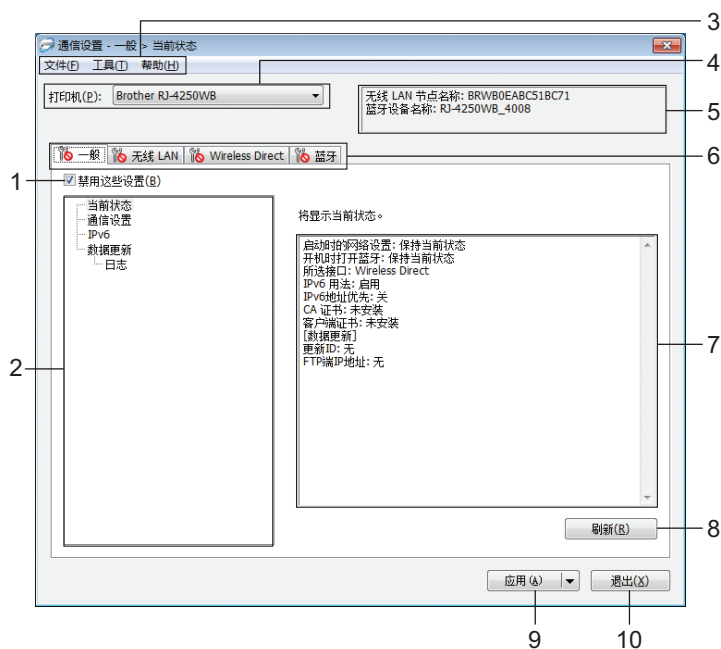 通信设置 - 一般 > 当前状态
3
文件(F) 工具(T) 帮助(H)
4
打印机(P): Brother RJ-4250WB
无线 LAN 节点名称: BRWB0EABC51BC71
蓝牙设备名称: RJ-4250WB_4008
5
一般 无线 LAN Wireless Direct 蓝牙
6
1
禁用这些设置(B)
当前状态
通信设置
IPv6
数据更新
日志
2
将显示当前状态。
启动时的网络设置: 保持当前状态
开机时打开蓝牙: 保持当前状态
所选接口: Wireless Direct
IPv6 用法: 启用
IPv6地址优先: 关
CA 证书: 未安装
客户端证书: 未安装
[数据更新]
更新ID: 无
FTP端IP地址: 无
7
刷新(R)
8
应用(A) 退出(X)
9 10